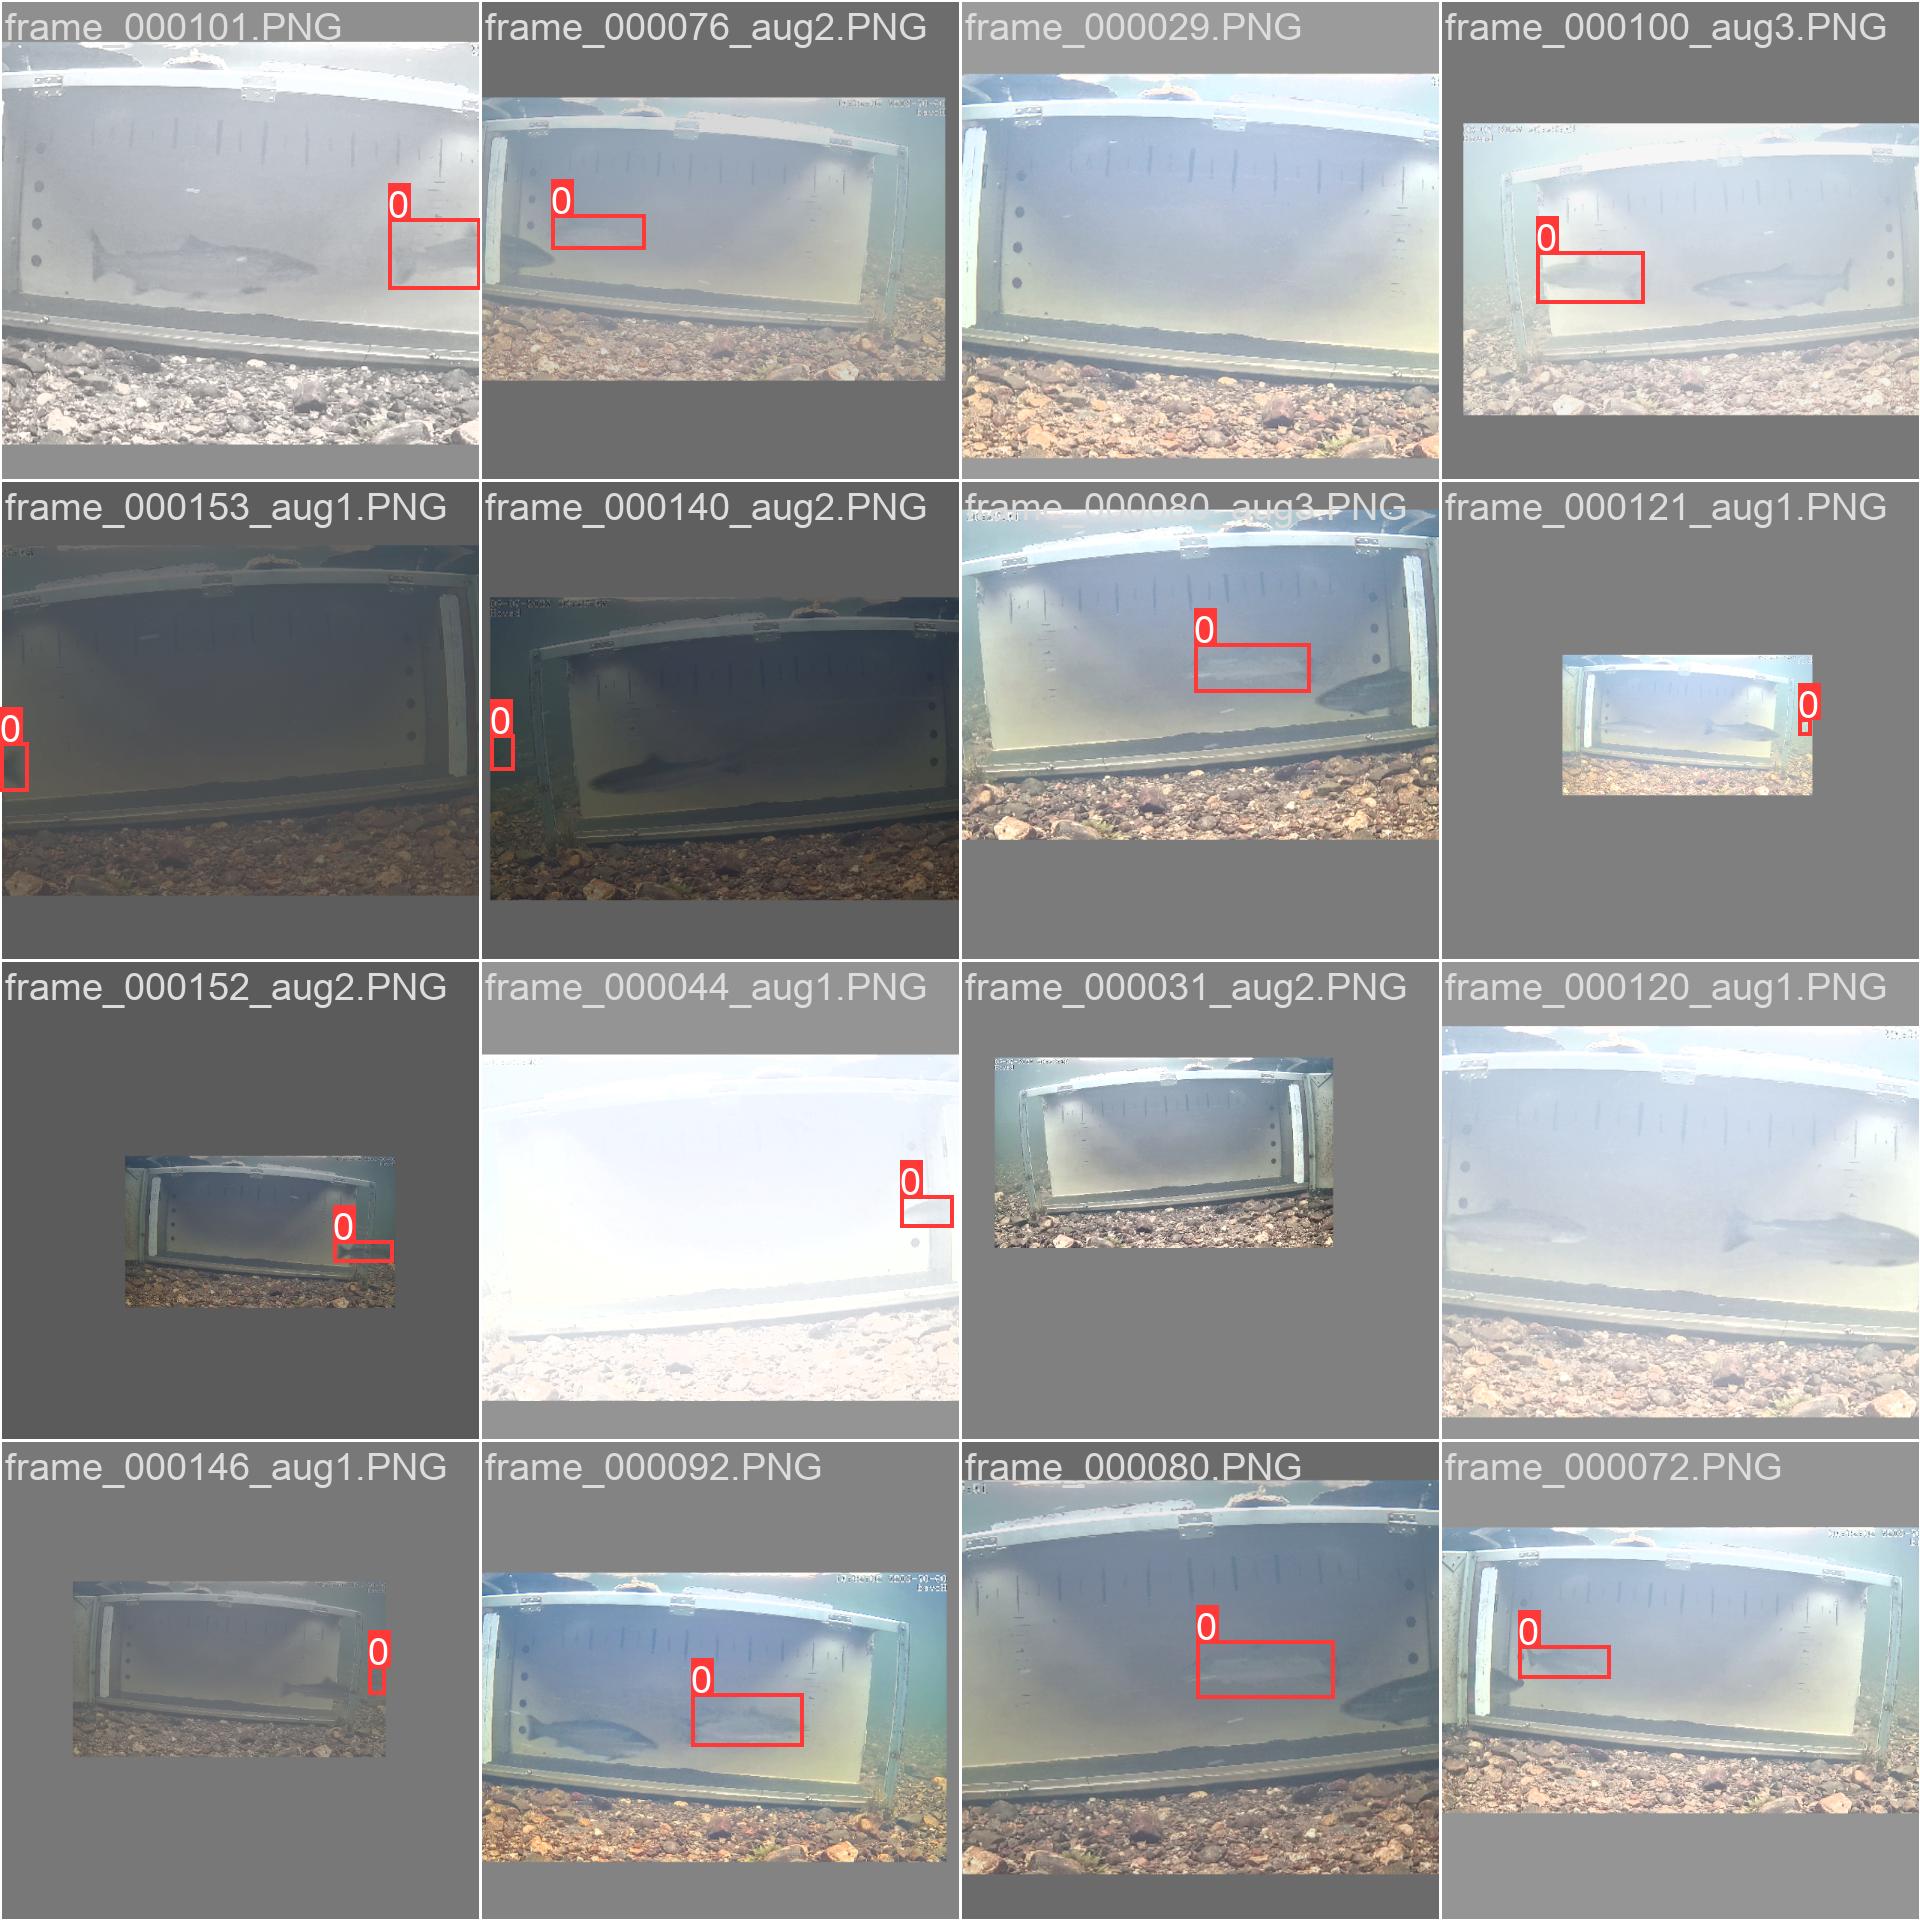 frame_000101.PNG
frame_000076_aug2.PNG
frame_000029.PNG
frame_000100_aug3.PNG
0
0
0
frame_000153_aug1.PNG
frame_000140_aug2.PNG
frame_000080_aug3.PNG
frame_000121_aug1.PNG
0
0
0
0
frame_000152_aug2.PNG
frame_000044_aug1.PNG
frame_000031_aug2.PNG
frame_000120_aug1.PNG
0
0
frame_000146_aug1.PNG
frame_000092.PNG
frame_000080.PNG
frame_000072.PNG
0
0
0
0